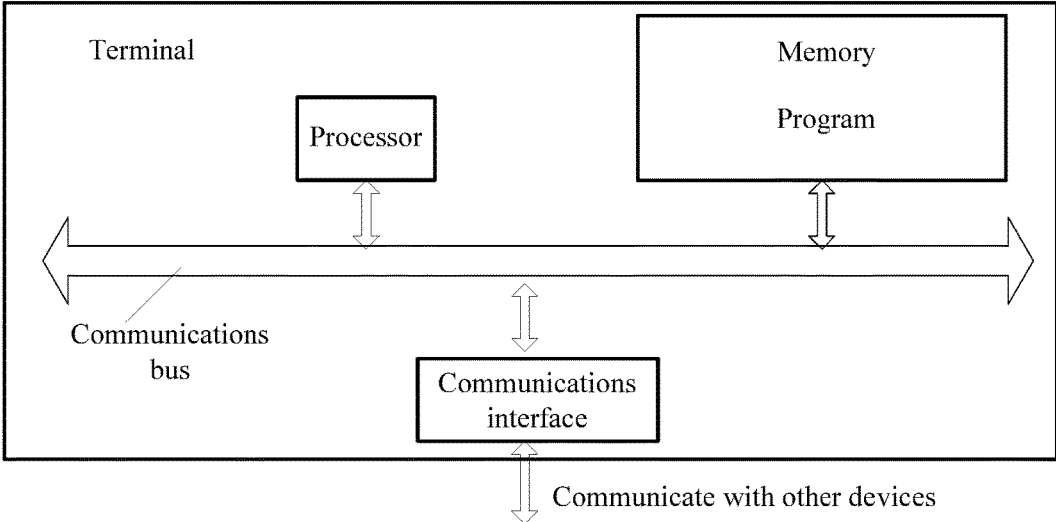 Terminal
Memory
Program
Processor
Communications
bus
Communications
interface
Communicate with other devices